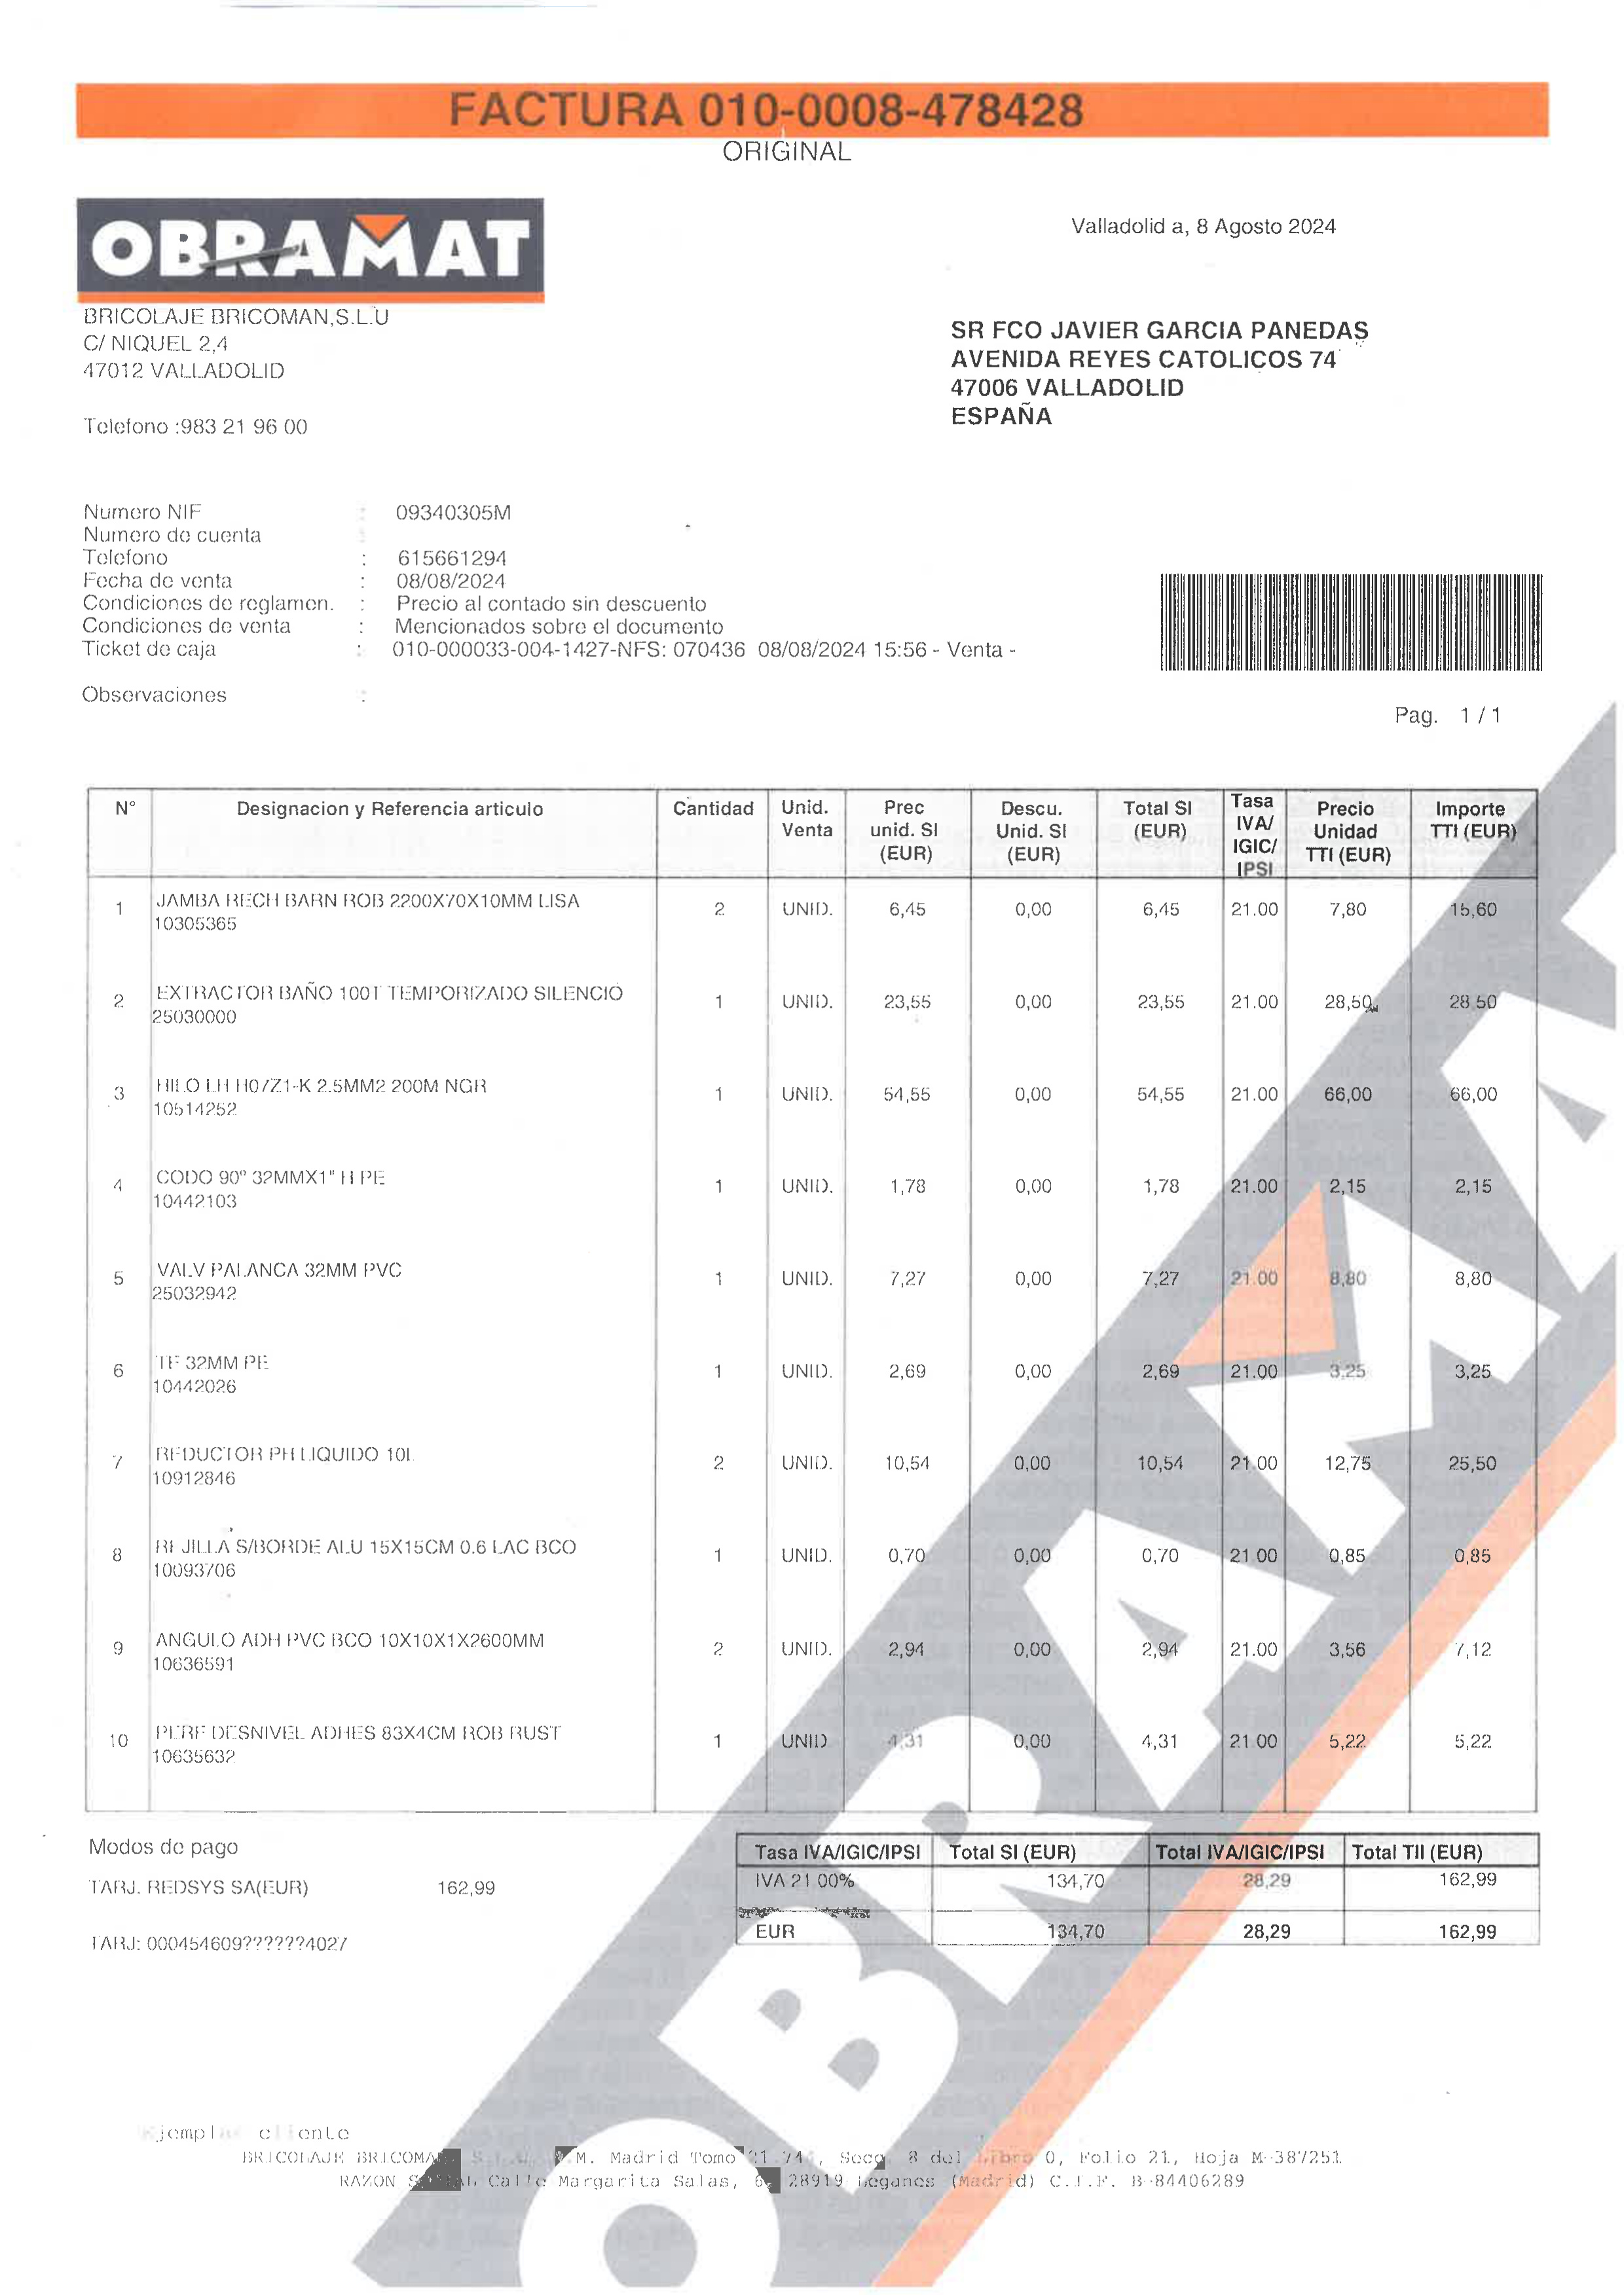 FACTURA 010-0008-478428
ORIGINAL
OBRAMAT
Valladolid a, 8 Agosto 2024
BRICOLAJE BRICOMAN,S.L.U
C/ NIQUEL 2,4
47012 VALLADOLID
Telefono :983 21 96 00
SR FCO JAVIER GARCIA PANEDAS
AVENIDA REYES CATOLICOS 74
47006 VALLADOLID
ESPAÑA
Numero NIF : 09340305M
Numero de cuenta
Telefono : 615661294
Fecha de venta : 08/08/2024
Condiciones de reglamen. : Precio al contado sin descuento
Condiciones de venta : Mencionados sobre el documento
Ticket de caja : 010-000033-004-1427-NFS: 070436 08/08/2024 15:56 - Venta -
Observaciones :
Pag. 1 / 1
N° Designacion y Referencia articulo Cantidad Unid. Venta Prec unid. SI (EUR) Descu. Unid. SI (EUR) Total SI (EUR) Tasa IVA/ IGIC/ IPSI Precio Unidad TTI (EUR) Importe TTI (EUR)
1 JAMBA RECH BARN ROB 2200X70X10MM LISA 2 UNID. 6,45 0,00 6,45 21.00 7,80 15,60
10305365
2 EXTRACTOR BAÑO 100T TEMPORIZADO SILENCIO 1 UNID. 23,55 0,00 23,55 21.00 28,50 28,50
25030000
3 HILO LH H07Z1-K 2.5MM2 200M NGR 1 UNID. 54,55 0,00 54,55 21.00 66,00 66,00
10514252
4 CODO 90º 32MMX1" H PE 1 UNID. 1,78 0,00 1,78 21.00 2,15 2,15
10442103
5 VALV PALANCA 32MM PVC 1 UNID. 7,27 0,00 7,27 21.00 8,80 8,80
25032942
6 TE 32MM PE 1 UNID. 2,69 0,00 2,69 21.00 3,25 3,25
10442026
7 REDUCTOR PH LIQUIDO 10L 2 UNID. 10,54 0,00 10,54 21.00 12,75 25,50
10912846
8 REJILLA S/BORDE ALU 15X15CM 0.6 LAC BCO 1 UNID. 0,70 0,00 0,70 21.00 0,85 0,85
10093706
9 ANGULO ADH PVC BCO 10X10X1X2600MM 2 UNID. 2,94 0,00 2,94 21.00 3,56 7,12
10636591
10 PERF DESNIVEL ADHES 83X4CM ROB RUST 1 UNID 4,31 0,00 4,31 21.00 5,22 5,22
10635632
Modos de pago
TARJ. REDSYS SA(EUR) 162,99
TARJ: 000454609??????4027
Tasa IVA/IGIC/IPSI Total SI (EUR) Total IVA/IGIC/IPSI Total TII (EUR)
IVA 21.00% 134,70 28,29 162,99
EUR 134,70 28,29 162,99
Ejemplar cliente
BRICOLAJE BRICOMA S.L.U. .M. Madrid Tomo 21.74 , Secc. 8 del Libro 0, Folio 21, Hoja M-387251
RAZON Calle Margarita Salas, 6, 28919 Leganes (Madrid) C.I.F. B-84406289
OBRAMAT